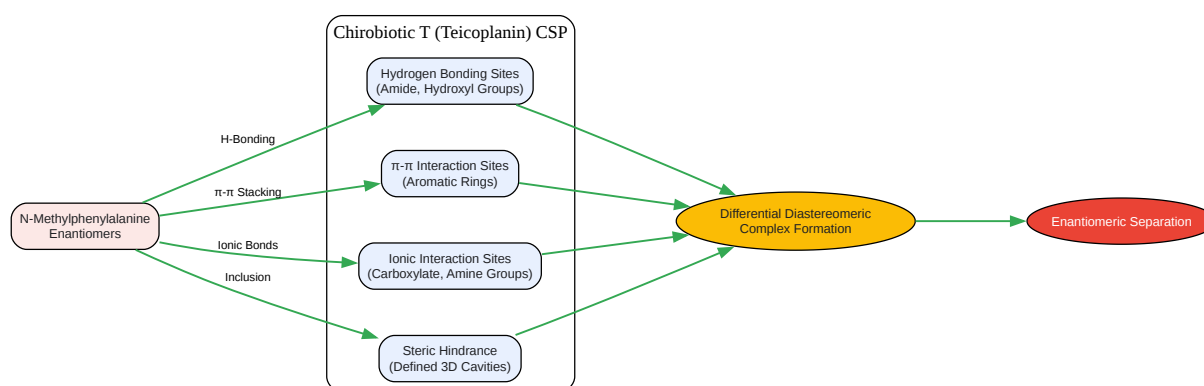 Chirobiotic T (Teicoplanin) CSP
Hydrogen Bonding Sites
(Amide, Hydroxyl Groups)
H-Bonding
π-π Interaction Sites
(Aromatic Rings)
π-π Stacking
N-Methylphenylalanine
Enantiomers
Differential Diastereomeric
Complex Formation
Enantiomeric Separation
Ionic Bonds
Ionic Interaction Sites
(Carboxylate, Amine Groups)
Inclusion
Steric Hindrance
(Defined 3D Cavities)